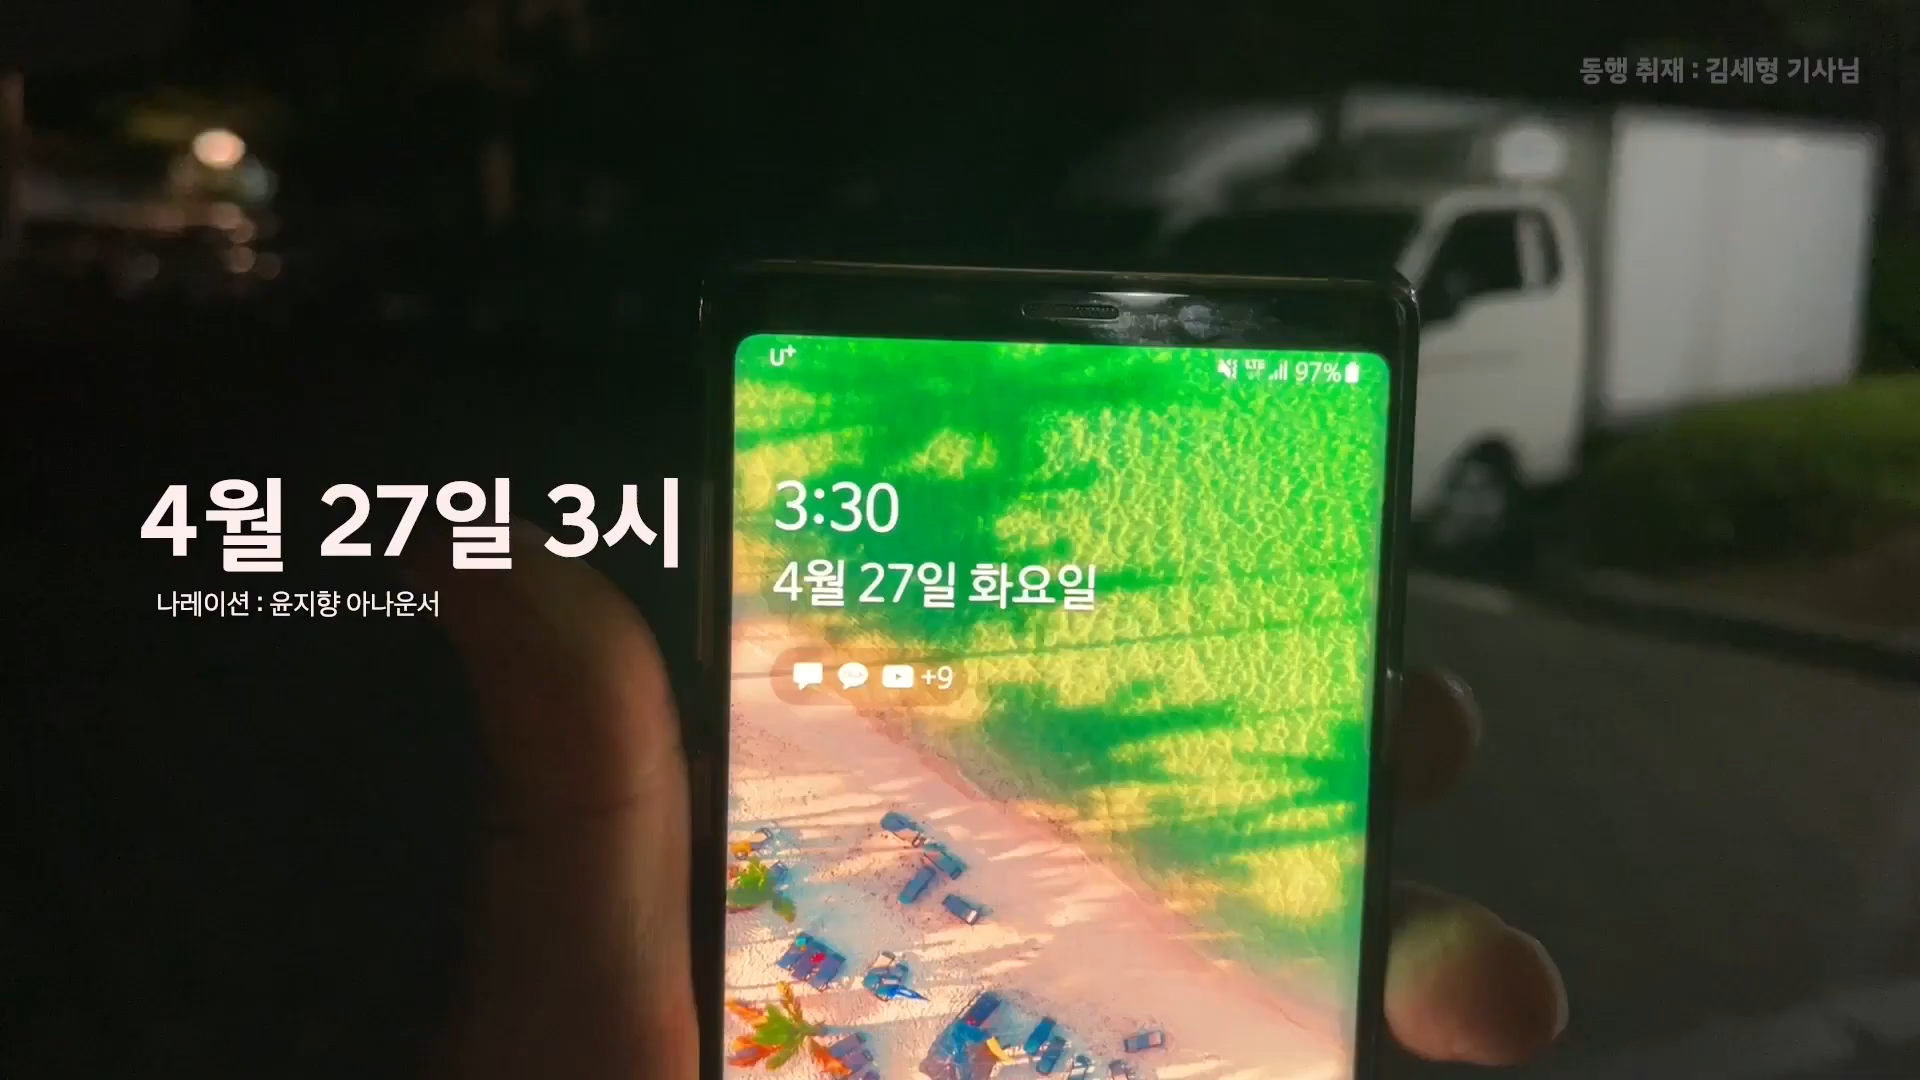 동행 취재 : 김세형 기사님
4월 27일 3시
나레이션 : 윤지향 아나운서
U+
LTE 97%
3:30
4월 27일 화요일
+9